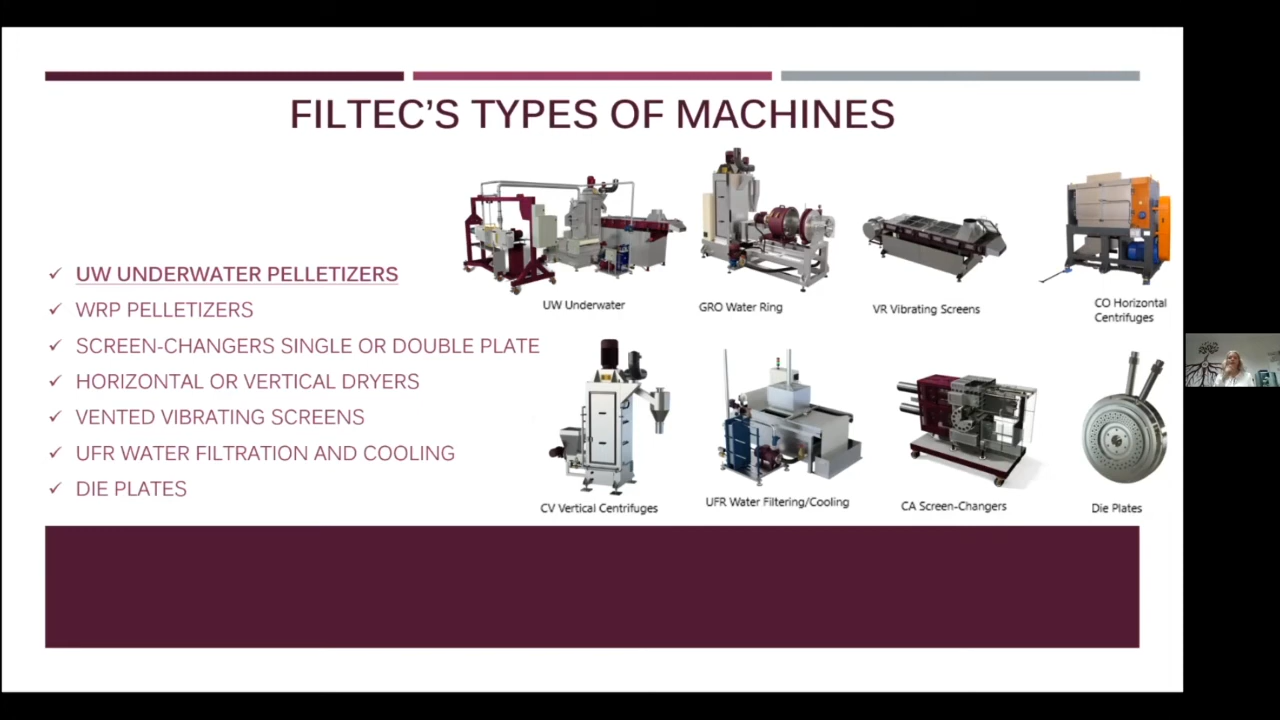 FILTEC'S TYPES OF MACHINES
UW UNDERWATER PELLETIZERS
WRP PELLETIZERS
SCREEN-CHANGERS SINGLE OR DOUBLE PLATE
HORIZONTAL OR VERTICAL DRYERS
VENTED VIBRATING SCREENS
UFR WATER FILTRATION AND COOLING
DIE PLATES
UW Underwater
GRO Water Ring
VR Vibrating Screens
CO Horizontal
Centrifuges
CV Vertical Centrifuges
UFR Water Filtering/Cooling
CA Screen-Changers
Die Plates